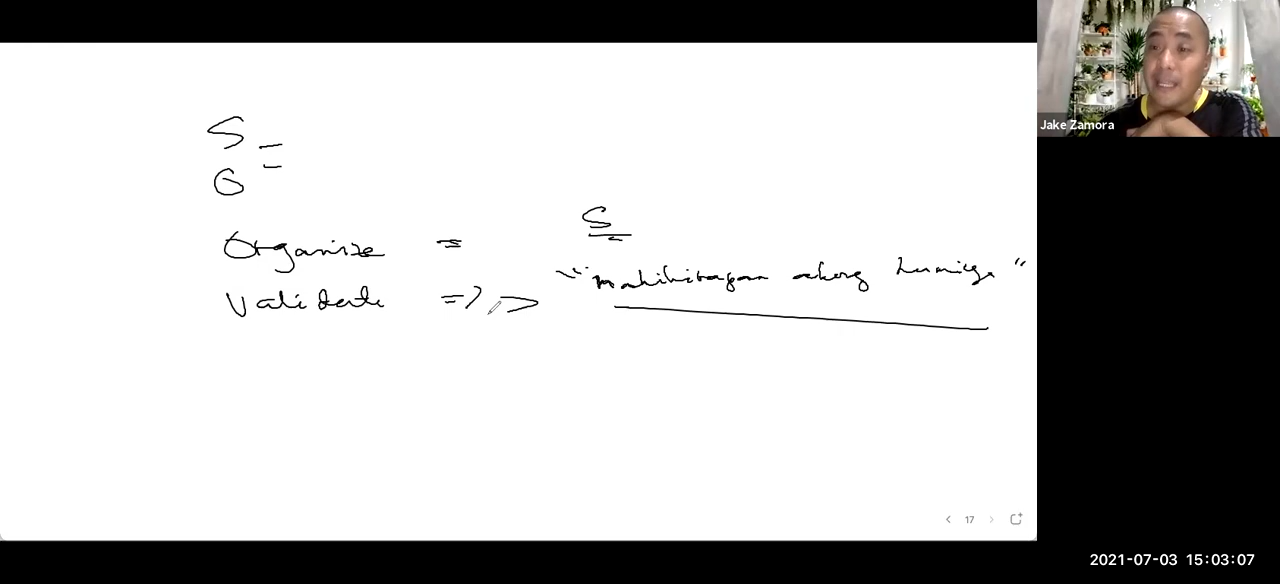 S =
G
Organize =
Validate => =>
S
"mahihirapan akong huminga"
Jake Zamora
17
2021-07-03 15:03:07